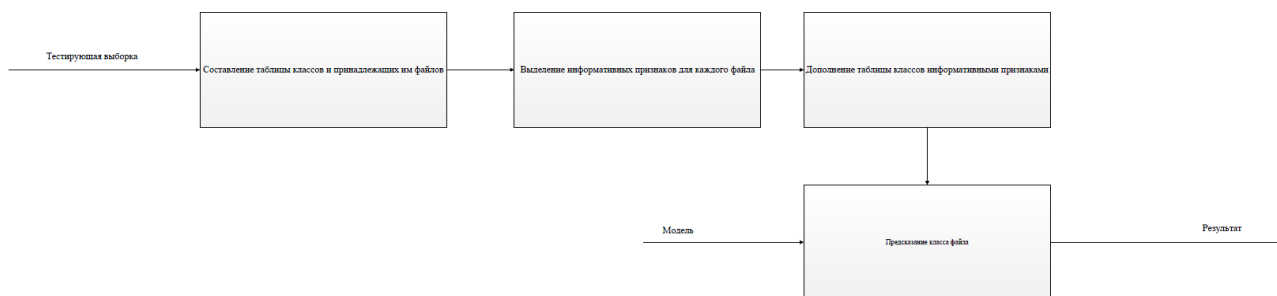 Тестирующая выборка
Составление таблицы классов и принадлежащих им файлов
Выделение информативных признаков для каждого файла
Дополнение таблицы классов информативными признаками
Модель
Предсказание класса файла
Результат